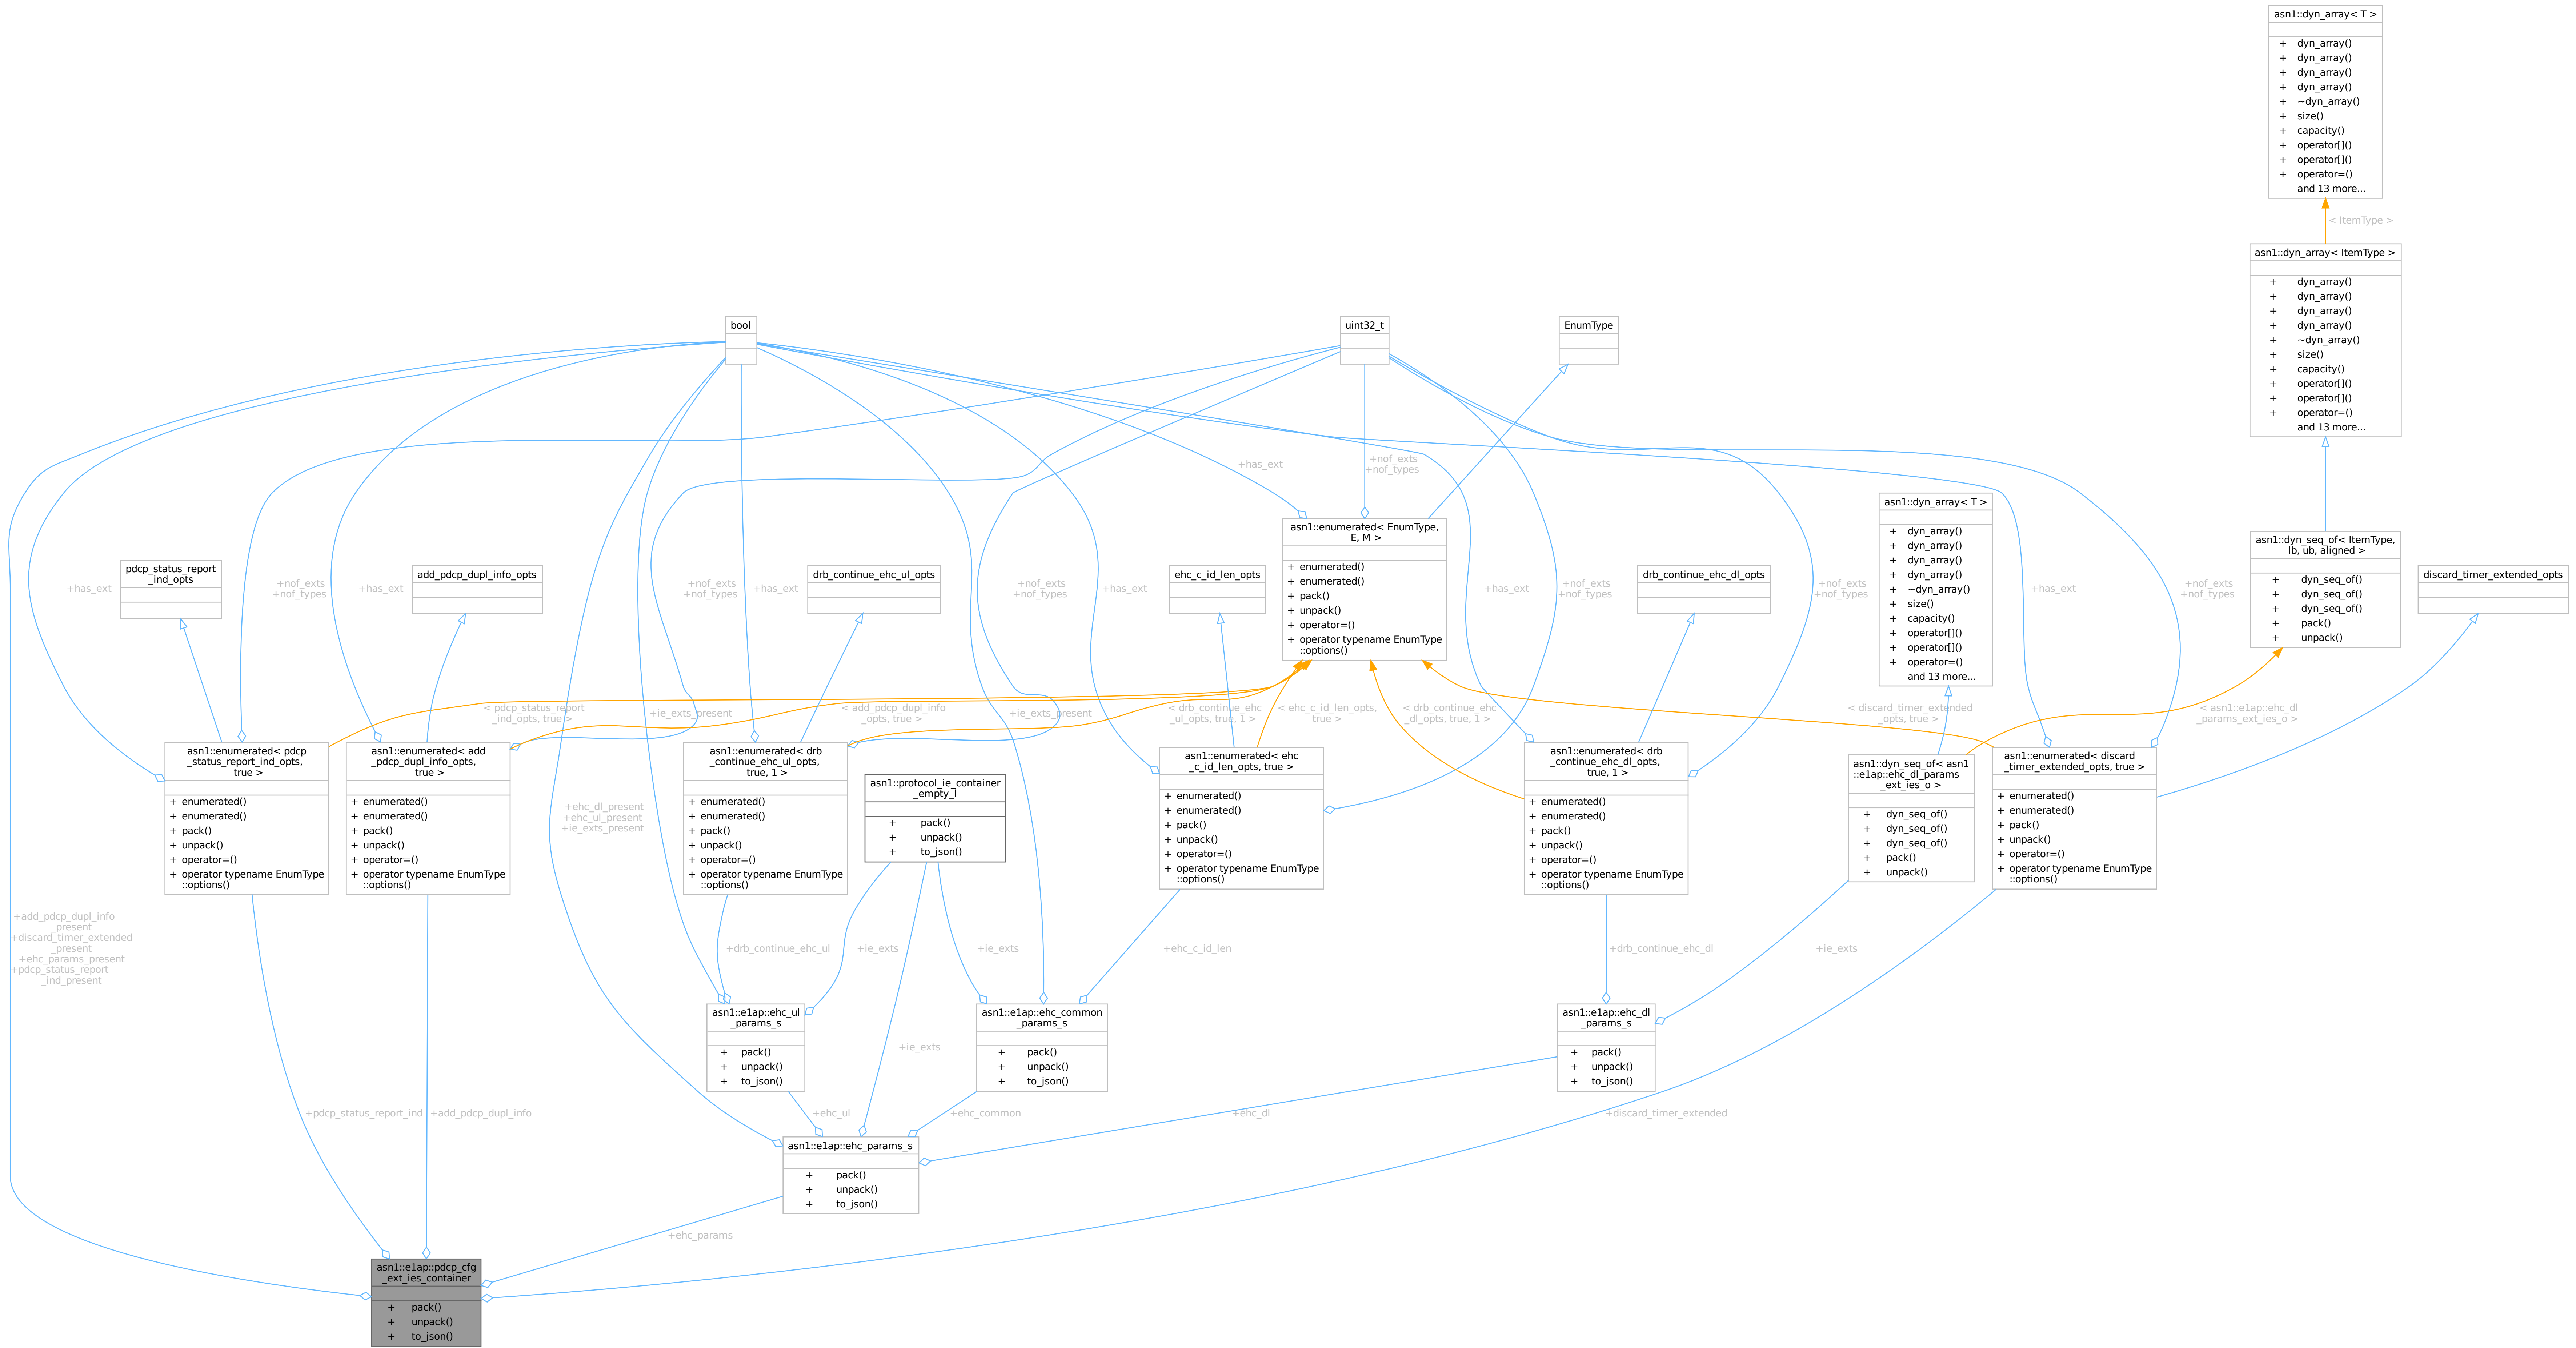 asn1::dyn_array< T >
+ dyn_array()
+ dyn_array()
+ dyn_array()
+ dyn_array()
+ ~dyn_array()
+ size()
+ capacity()
+ operator[]()
+ operator[]()
+ operator=()
and 13 more...
< ItemType >
asn1::dyn_array< ItemType >
+ dyn_array()
+ dyn_array()
+ dyn_array()
+ dyn_array()
+ ~dyn_array()
+ size()
+ capacity()
+ operator[]()
+ operator[]()
+ operator=()
and 13 more...
bool
uint32_t
EnumType
+has_ext
+nof_exts
+nof_types
asn1::enumerated< EnumType,
E, M >
+ enumerated()
+ enumerated()
+ pack()
+ unpack()
+ operator=()
+ operator typename EnumType
::options()
asn1::dyn_array< T >
+ dyn_array()
+ dyn_array()
+ dyn_array()
+ dyn_array()
+ ~dyn_array()
+ size()
+ capacity()
+ operator[]()
+ operator[]()
+ operator=()
and 13 more...
asn1::dyn_seq_of< ItemType,
lb, ub, aligned >
+ dyn_seq_of()
+ dyn_seq_of()
+ dyn_seq_of()
+ pack()
+ unpack()
+has_ext
pdcp_status_report
_ind_opts
+nof_exts
+nof_types
+has_ext
add_pdcp_dupl_info_opts
+nof_exts
+nof_types
+has_ext
drb_continue_ehc_ul_opts
+nof_exts
+nof_types
+has_ext
ehc_c_id_len_opts
+has_ext
+nof_exts
+nof_types
drb_continue_ehc_dl_opts
+nof_exts
+nof_types
+has_ext
+nof_exts
+nof_types
discard_timer_extended_opts
< pdcp_status_report
_ind_opts, true >
+ie_exts_present
< add_pdcp_dupl_info
_opts, true >
+ie_exts_present
< drb_continue_ehc
_ul_opts, true, 1 >
< ehc_c_id_len_opts,
true >
< drb_continue_ehc
_dl_opts, true, 1 >
< discard_timer_extended
_opts, true >
< asn1::e1ap::ehc_dl
_params_ext_ies_o >
asn1::enumerated< pdcp
_status_report_ind_opts,
true >
+ enumerated()
+ enumerated()
+ pack()
+ unpack()
+ operator=()
+ operator typename EnumType
::options()
asn1::enumerated< add
_pdcp_dupl_info_opts,
true >
+ enumerated()
+ enumerated()
+ pack()
+ unpack()
+ operator=()
+ operator typename EnumType
::options()
+ehc_dl_present
+ehc_ul_present
+ie_exts_present
asn1::enumerated< drb
_continue_ehc_ul_opts,
true, 1 >
+ enumerated()
+ enumerated()
+ pack()
+ unpack()
+ operator=()
+ operator typename EnumType
::options()
asn1::protocol_ie_container
_empty_l
+ pack()
+ unpack()
+ to_json()
asn1::enumerated< ehc
_c_id_len_opts, true >
+ enumerated()
+ enumerated()
+ pack()
+ unpack()
+ operator=()
+ operator typename EnumType
::options()
asn1::enumerated< drb
_continue_ehc_dl_opts,
true, 1 >
+ enumerated()
+ enumerated()
+ pack()
+ unpack()
+ operator=()
+ operator typename EnumType
::options()
asn1::dyn_seq_of< asn1
::e1ap::ehc_dl_params
_ext_ies_o >
+ dyn_seq_of()
+ dyn_seq_of()
+ dyn_seq_of()
+ pack()
+ unpack()
asn1::enumerated< discard
_timer_extended_opts, true >
+ enumerated()
+ enumerated()
+ pack()
+ unpack()
+ operator=()
+ operator typename EnumType
::options()
+add_pdcp_dupl_info
_present
+discard_timer_extended
_present
+ehc_params_present
+pdcp_status_report
_ind_present
+drb_continue_ehc_ul
+ie_exts
+ie_exts
+ehc_c_id_len
+drb_continue_ehc_dl
+ie_exts
asn1::e1ap::ehc_ul
_params_s
+ pack()
+ unpack()
+ to_json()
+ie_exts
asn1::e1ap::ehc_common
_params_s
+ pack()
+ unpack()
+ to_json()
asn1::e1ap::ehc_dl
_params_s
+ pack()
+ unpack()
+ to_json()
+pdcp_status_report_ind
+add_pdcp_dupl_info
+ehc_ul
+ehc_common
+ehc_dl
+discard_timer_extended
asn1::e1ap::ehc_params_s
+ pack()
+ unpack()
+ to_json()
+ehc_params
asn1::e1ap::pdcp_cfg
_ext_ies_container
+ pack()
+ unpack()
+ to_json()